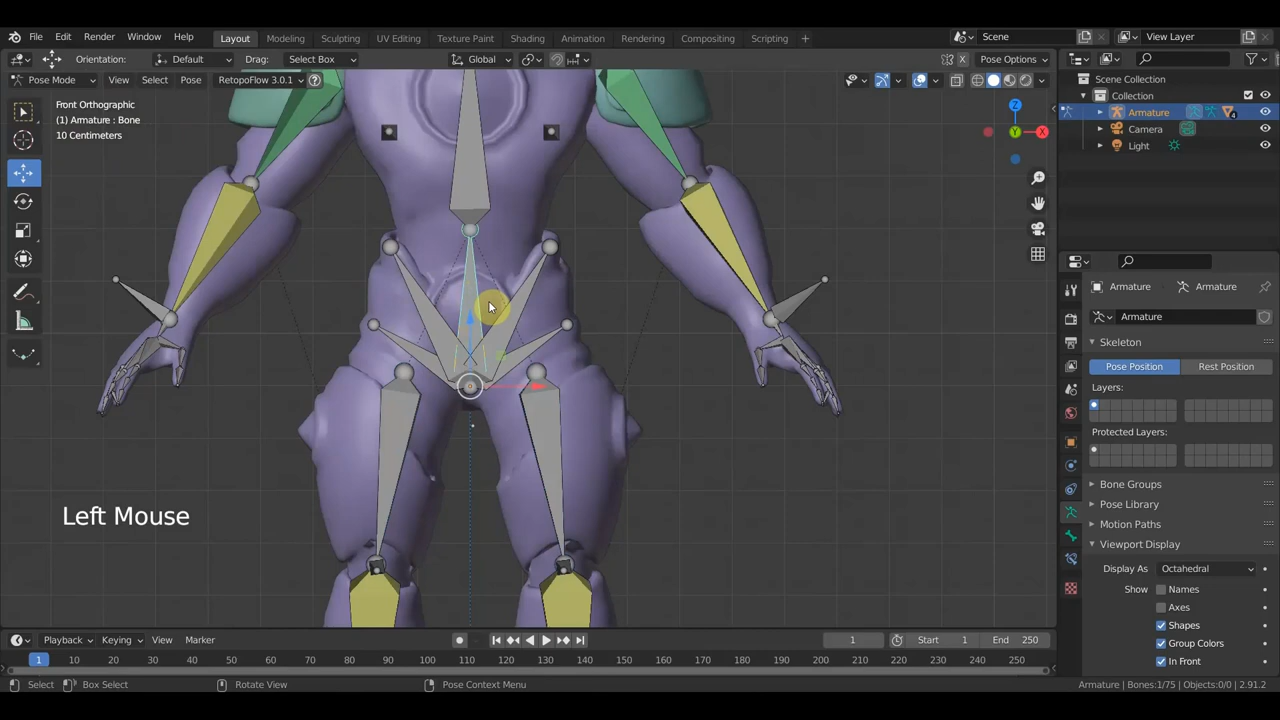 File Edit Render Window Help Layout Modeling Sculpting UV Editing Texture Paint Shading Animation Rendering Compositing Scripting + Scene View Layer
Orientation: Default Drag: Select Box Global Pose Options
Pose Mode View Select Pose RetopoFlow 3.0.1 ?
Front Orthographic
(1) Armature : Bone
10 Centimeters
Z
Y
X
Scene Collection
Collection
Armature 4
Camera
Light
Armature Armature
Armature
Skeleton
Pose Position Rest Position
Layers:
Protected Layers:
Bone Groups
Pose Library
Motion Paths
Viewport Display
Display As Octahedral
Show Names
Axes
Shapes
Group Colors
In Front
Left Mouse
Playback Keying View Marker 1 Start 1 End 250
1 10 20 30 40 50 60 70 80 90 100 110 120 130 140 150 160 170 180 190 200 210 220 230 240 250
Select Box Select Rotate View Pose Context Menu Armature | Bones:1/75 | Objects:0/0 | 2.91.2